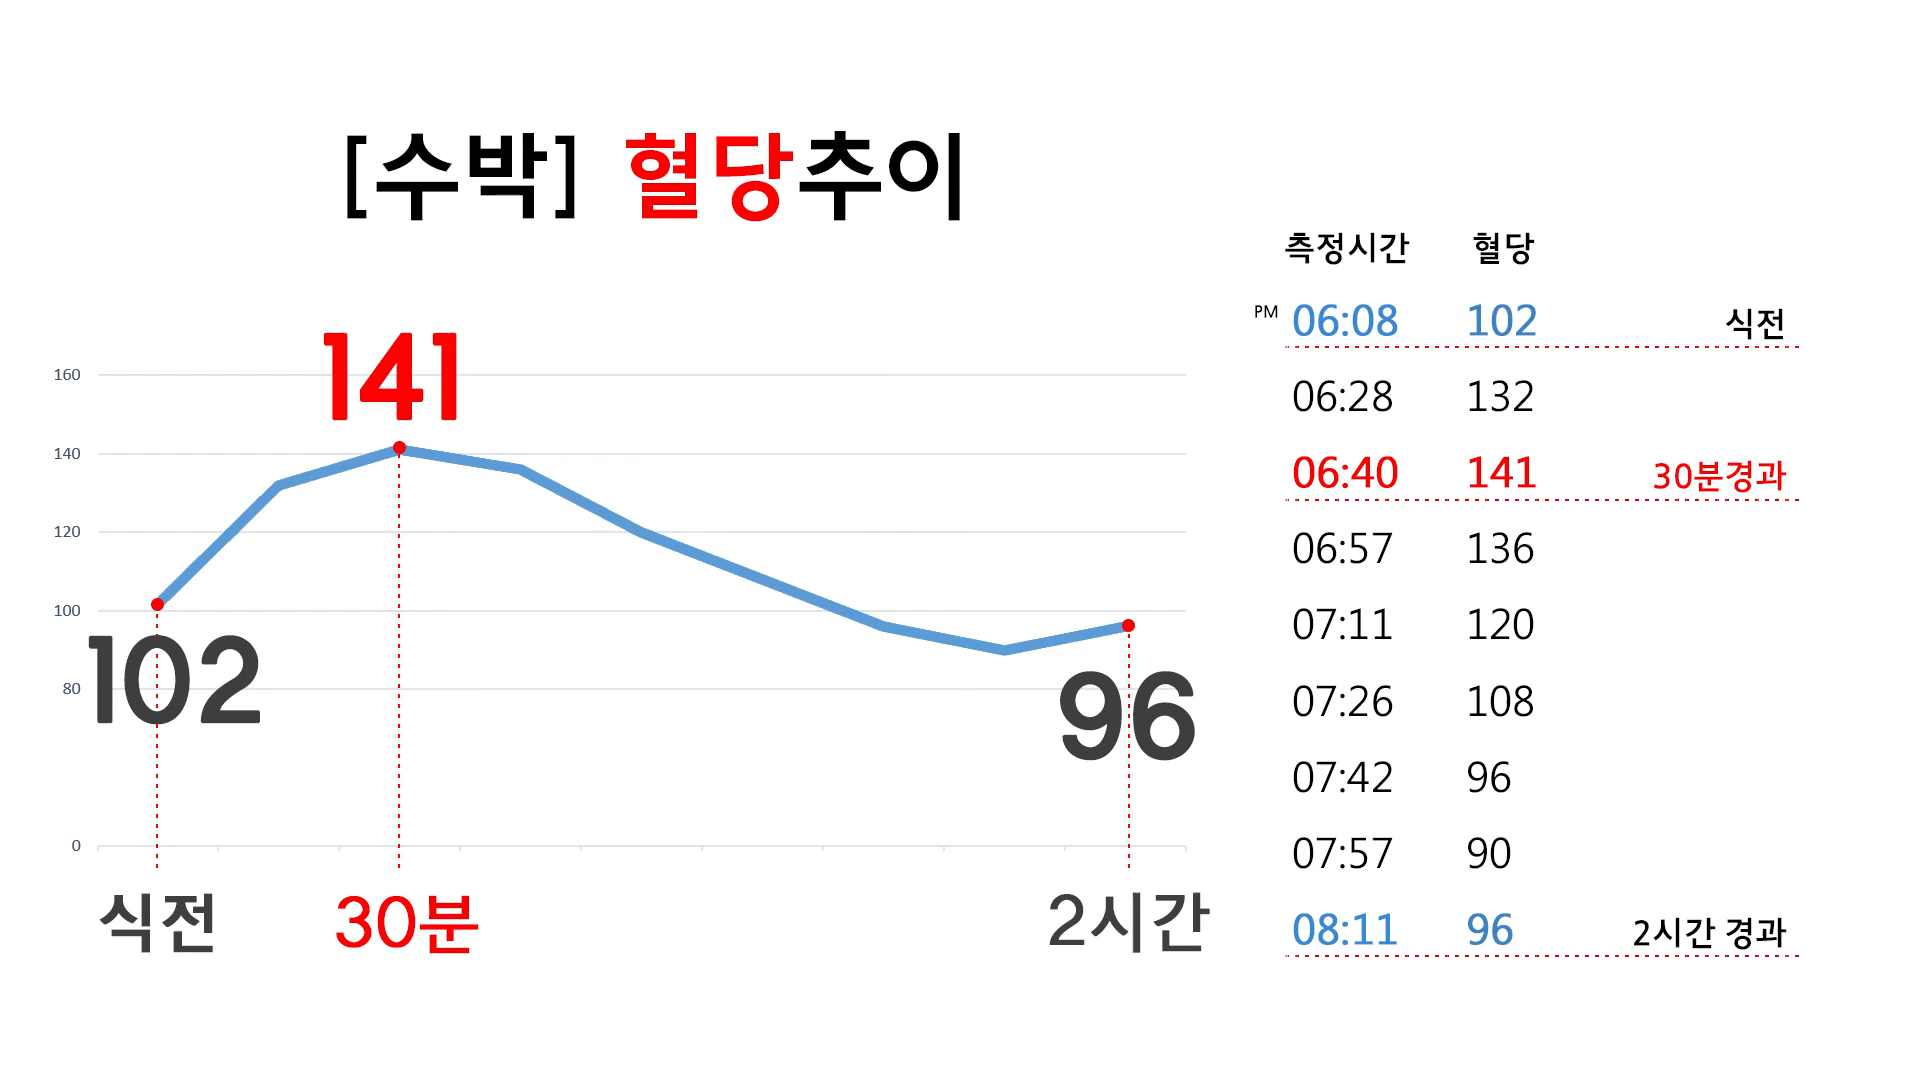 [수박] 혈당추이
141
160
140
120
100
80
0
102
96
식전
30분
2시간
측정시간 혈당
PM 06:08 102 식전
06:28 132
06:40 141 30분경과
06:57 136
07:11 120
07:26 108
07:42 96
07:57 90
08:11 96 2시간 경과